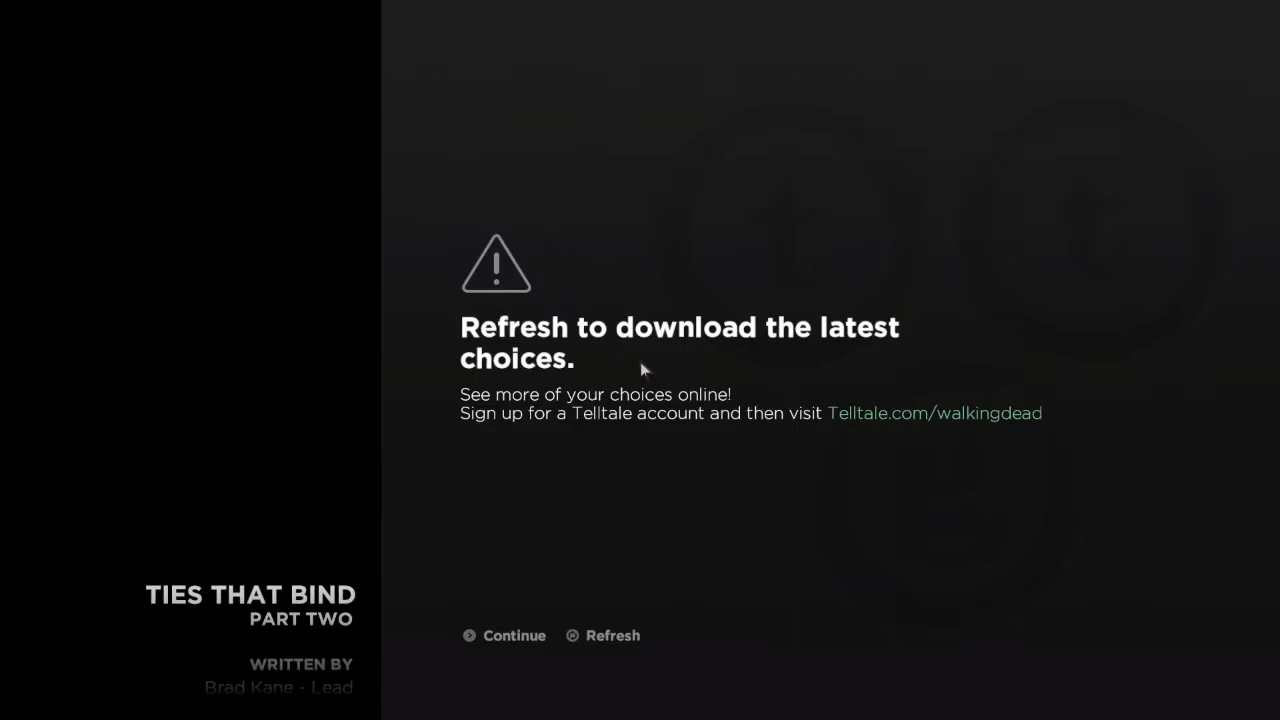 Refresh to download the latest
choices.
See more of your choices online!
Sign up for a Telltale account and then visit Telltale.com/walkingdead
TIES THAT BIND
PART TWO
WRITTEN BY
Brad Kane - Lead
Continue
Refresh